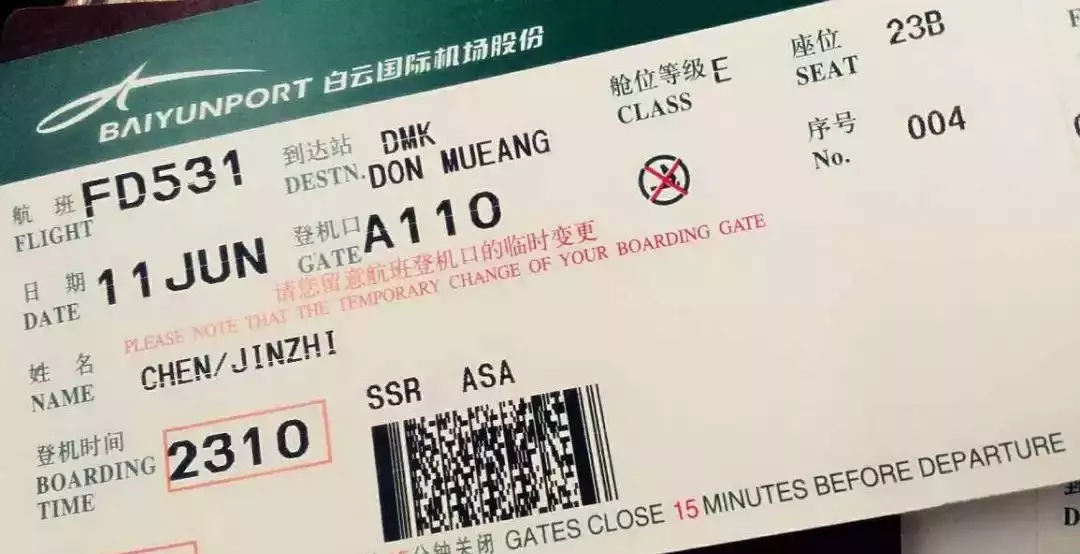 BAIYUNPORT 白云国际机场股份
航班 FD531 到达站 DMK 舱位等级 E 座位 23B
FLIGHT DESTN. DON MUEANG CLASS SEAT
日期 11JUN 登机口 A110 序号 004
DATE GATE No.
请您留意航班登机口的临时变更
PLEASE NOTE THAT THE TEMPORARY CHANGE OF YOUR BOARDING GATE
姓名 CHEN/JINZHI
NAME
SSR ASA
登机时间 2310
BOARDING
TIME
分钟关闭 GATES CLOSE 15 MINUTES BEFORE DEPARTURE